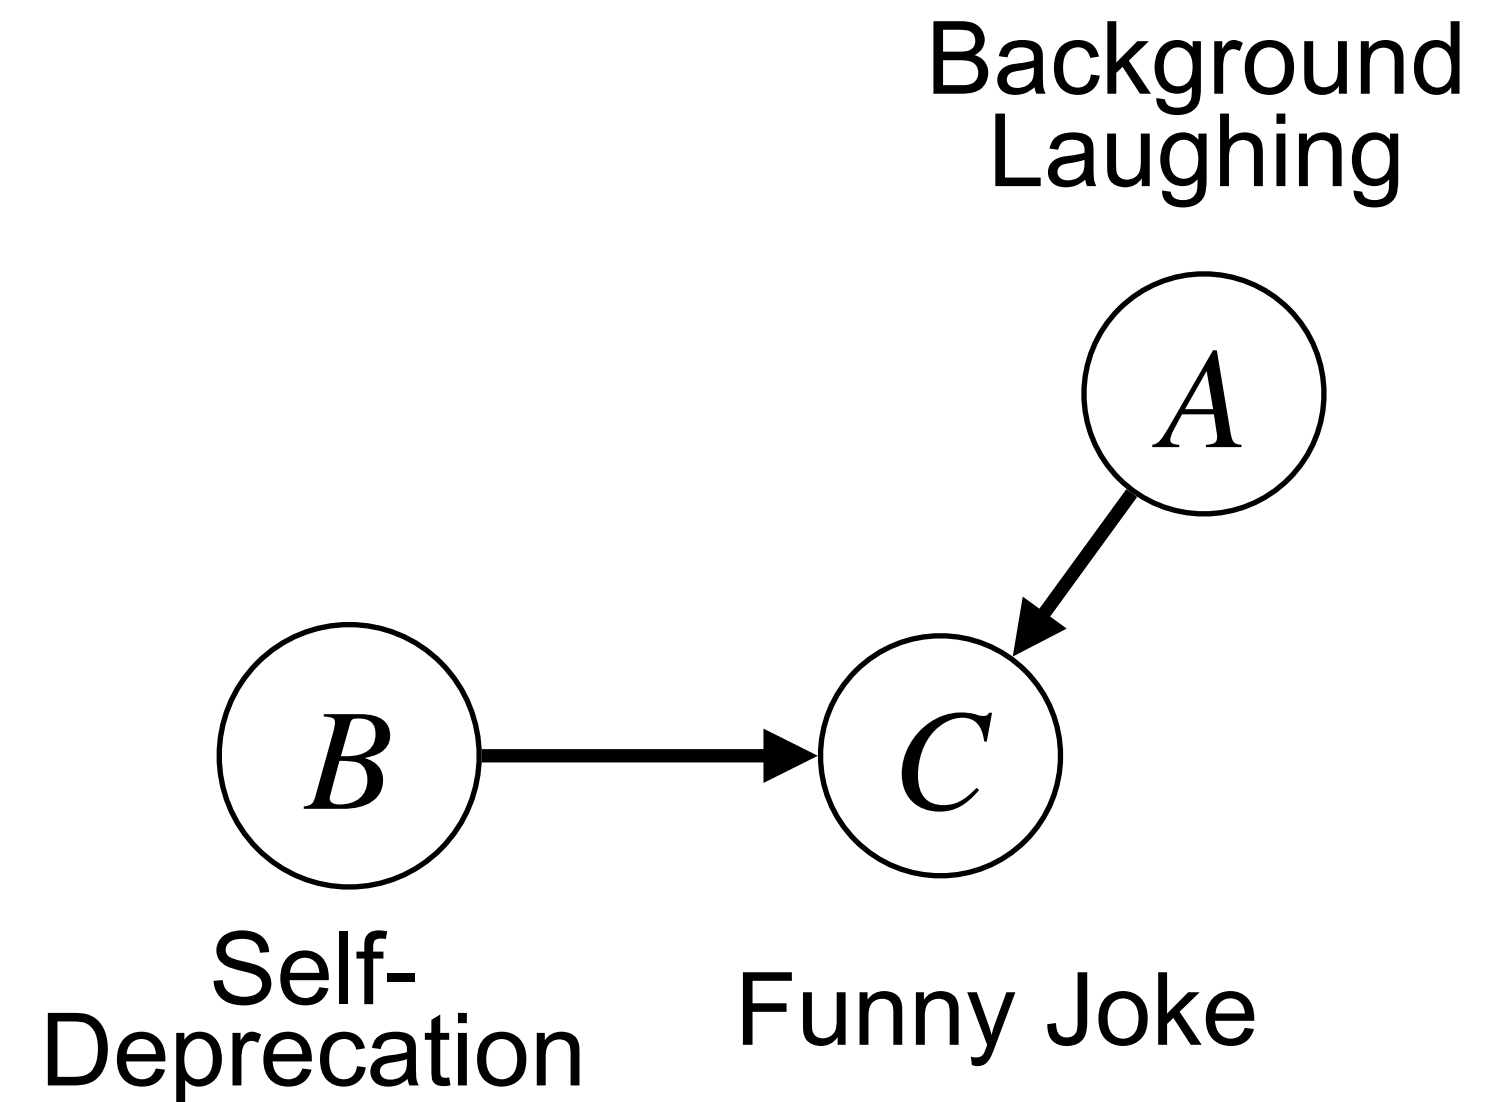 Background
Laughing
A
B
C
Self-
Deprecation
Funny Joke